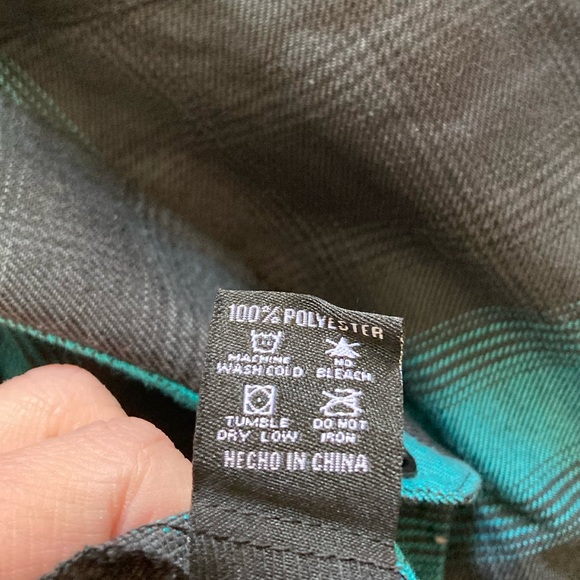 100% POLYESTER
MACHINE
WASH COLD
NO
BLEACH
TUMBLE
DRY LOW
DO NOT
IRON
HECHO IN CHINA